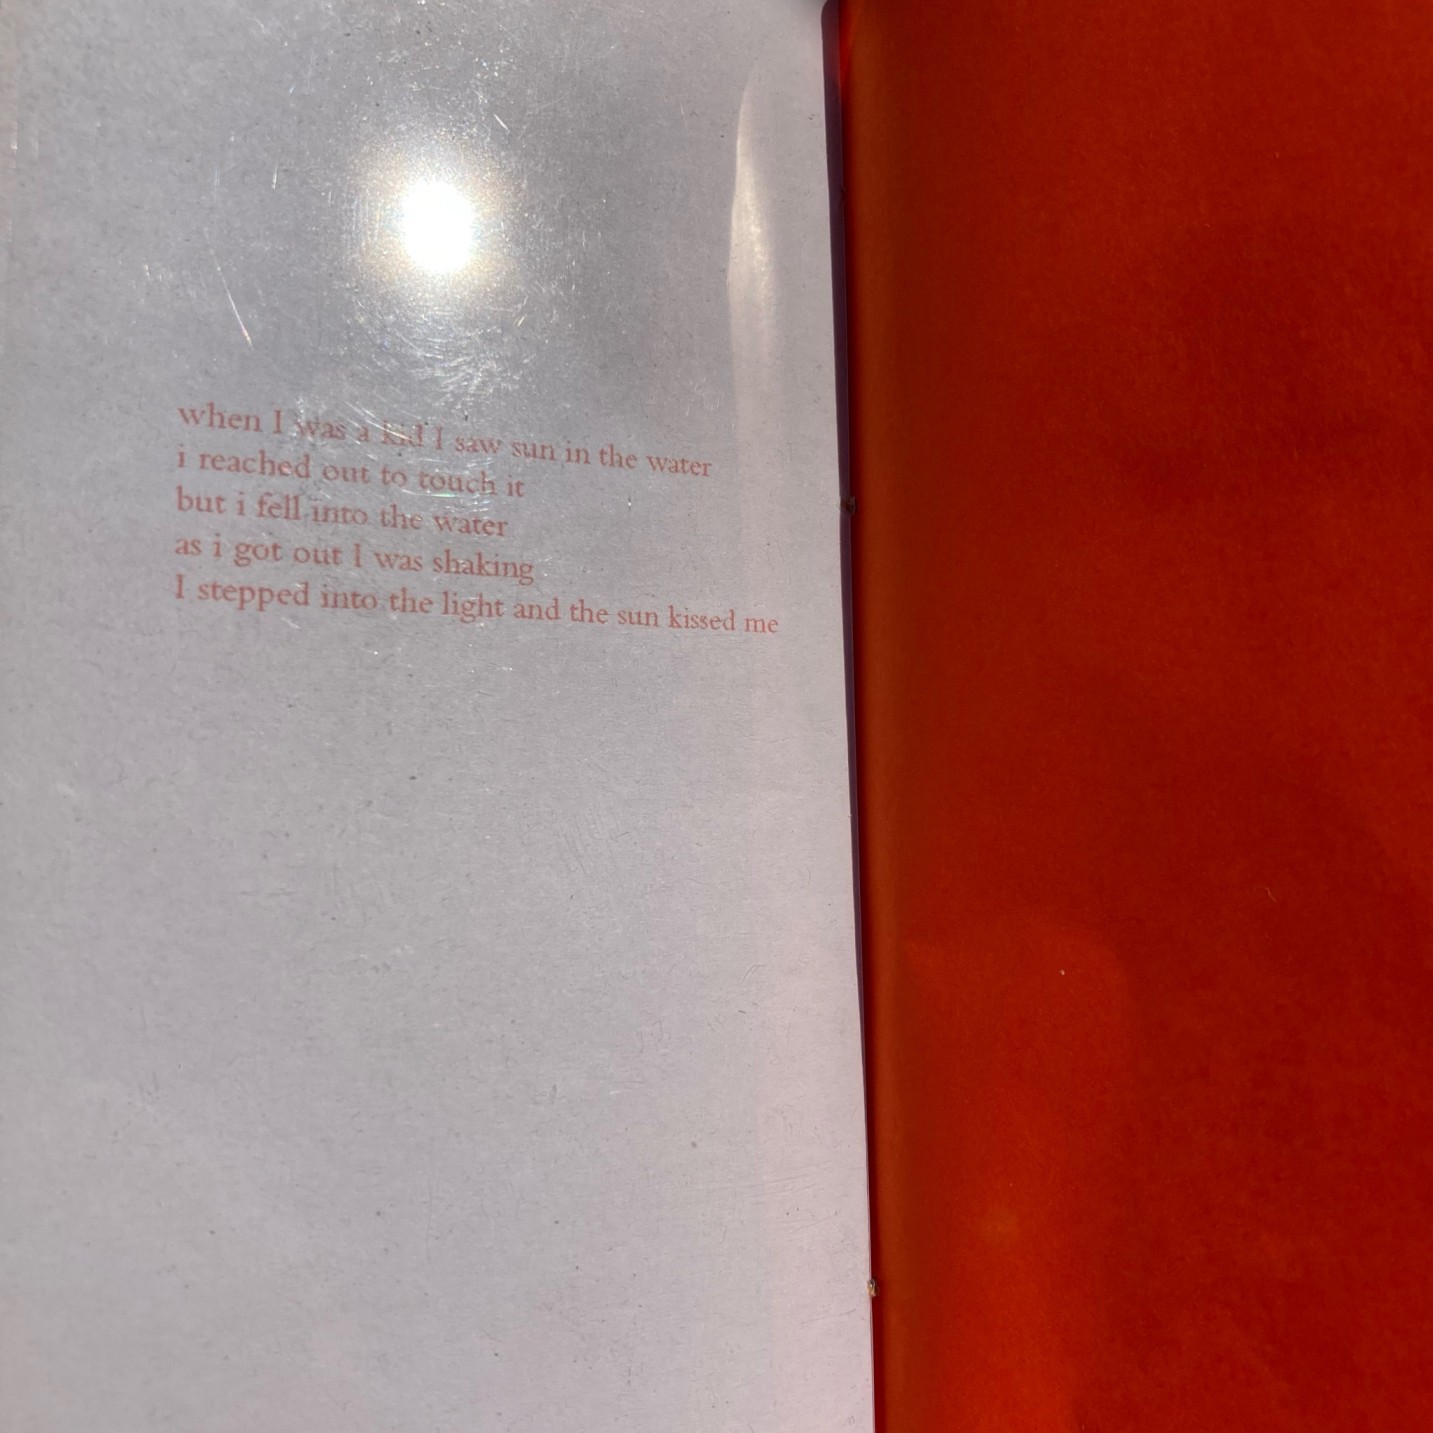 when I was a kid I saw sun in the water
i reached out to touch it
but i fell into the water
as i got out I was shaking
I stepped into the light and the sun kissed me